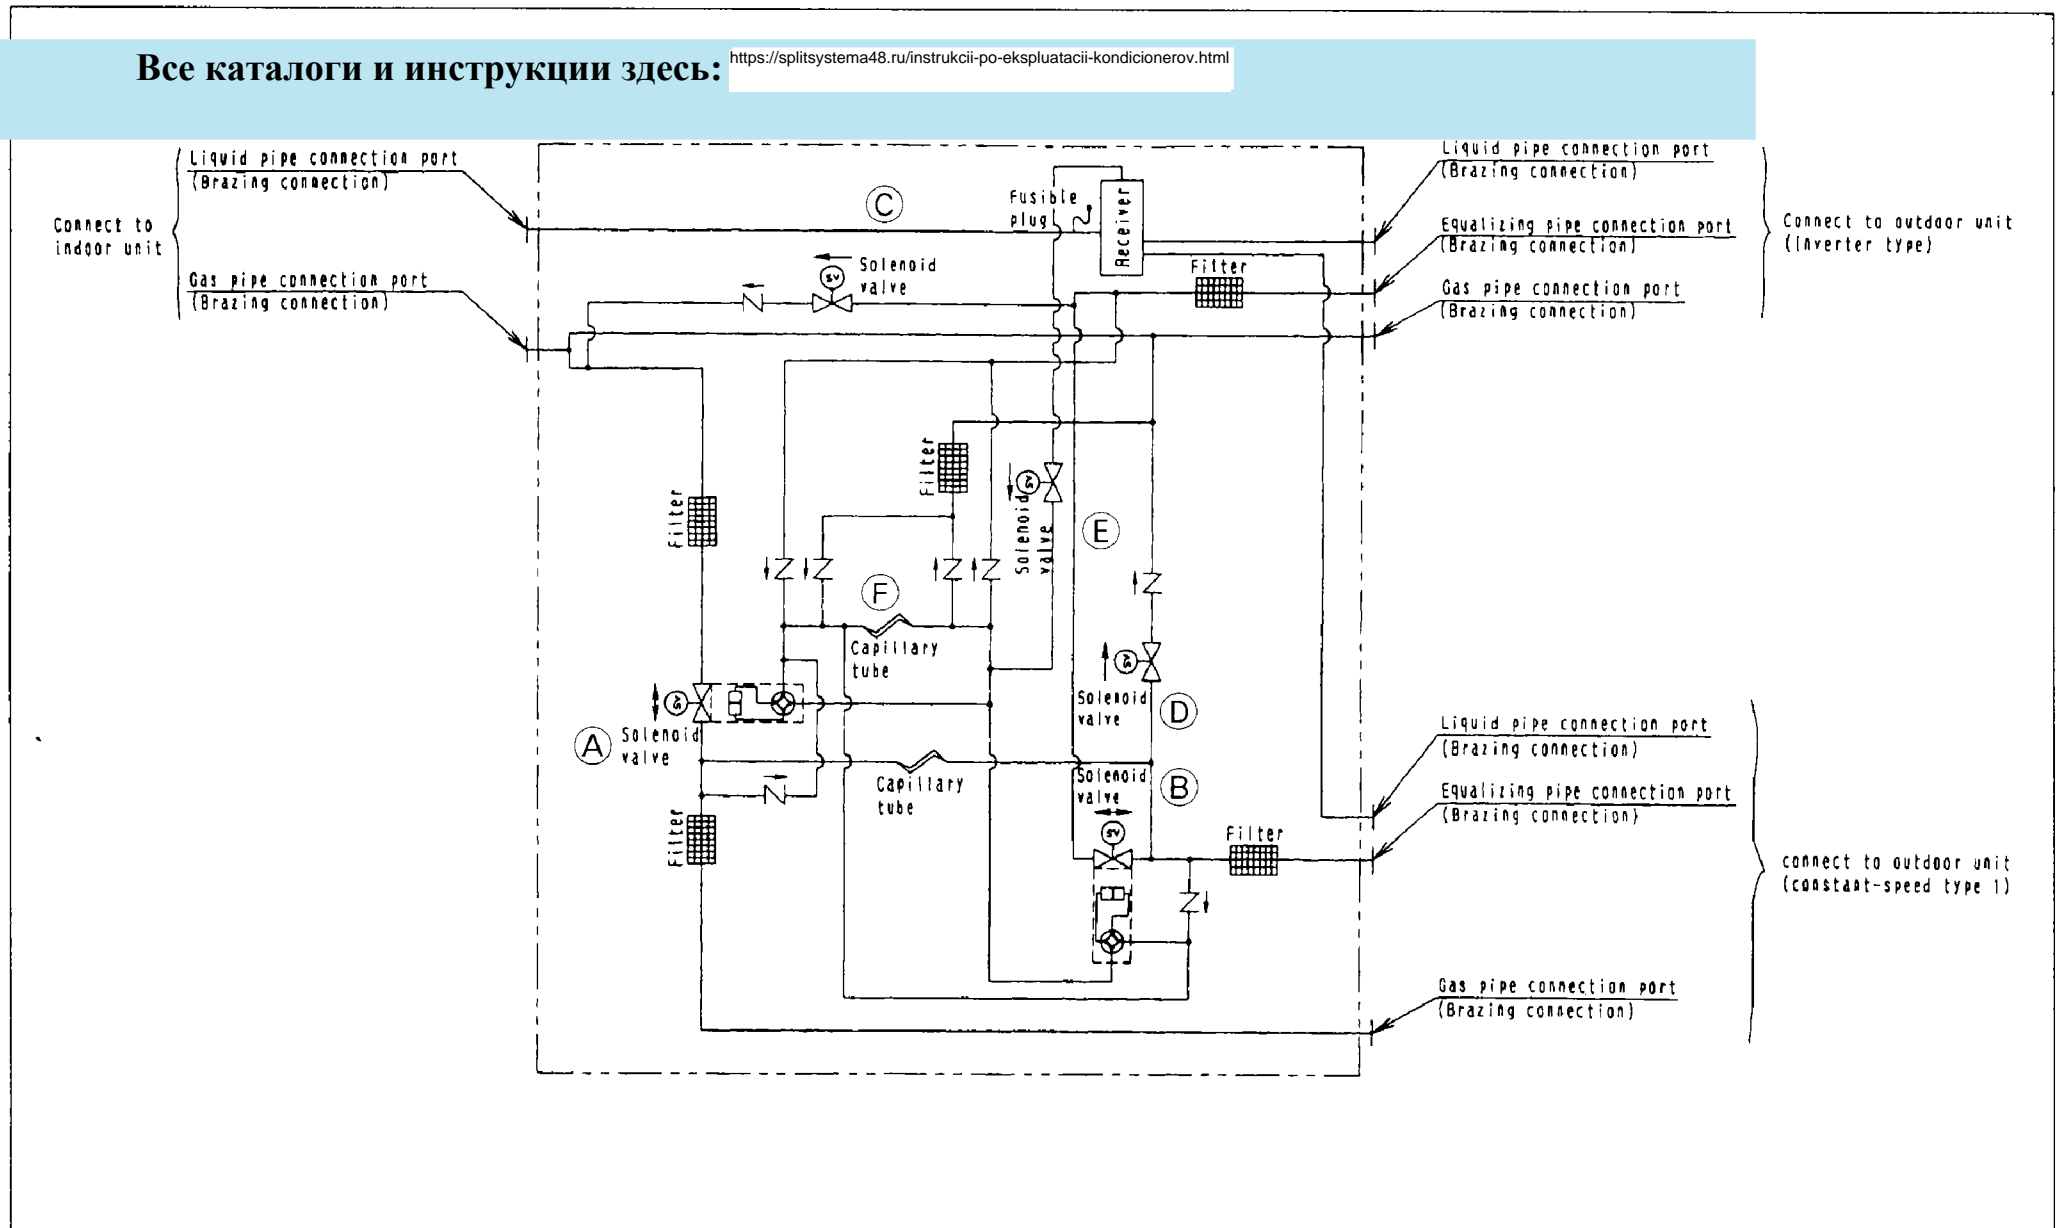 Все каталоги и инструкции здесь:
https://splitsystema48.ru/instrukcii-po-ekspluatacii-kondicionerov.html
Liquid pipe connection port
(Brazing connection)
Connect to
indoor unit
Gas pipe connection port
(Brazing connection)
C
Fusible
plug
Receiver
Solenoid
valve
SV
Filter
Liquid pipe connection port
(Brazing connection)
Equalizing pipe connection port
(Brazing connection)
Gas pipe connection port
(Brazing connection)
Connect to outdoor unit
(Inverter type)
Filter
Filter
SV
Solenoid
valve
E
F
Capillary
tube
SV
Solenoid
valve
D
SV
A
Solenoid
valve
Capillary
tube
Solenoid
valve
B
SV
Filter
Filter
Liquid pipe connection port
(Brazing connection)
Equalizing pipe connection port
(Brazing connection)
connect to outdoor unit
(constant-speed type 1)
Gas pipe connection port
(Brazing connection)